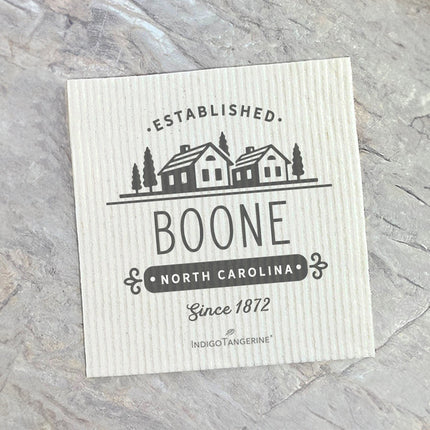 ·ESTABLISHED·
BOONE
• NORTH CAROLINA •
Since 1872
INDIGOTANGERINE®